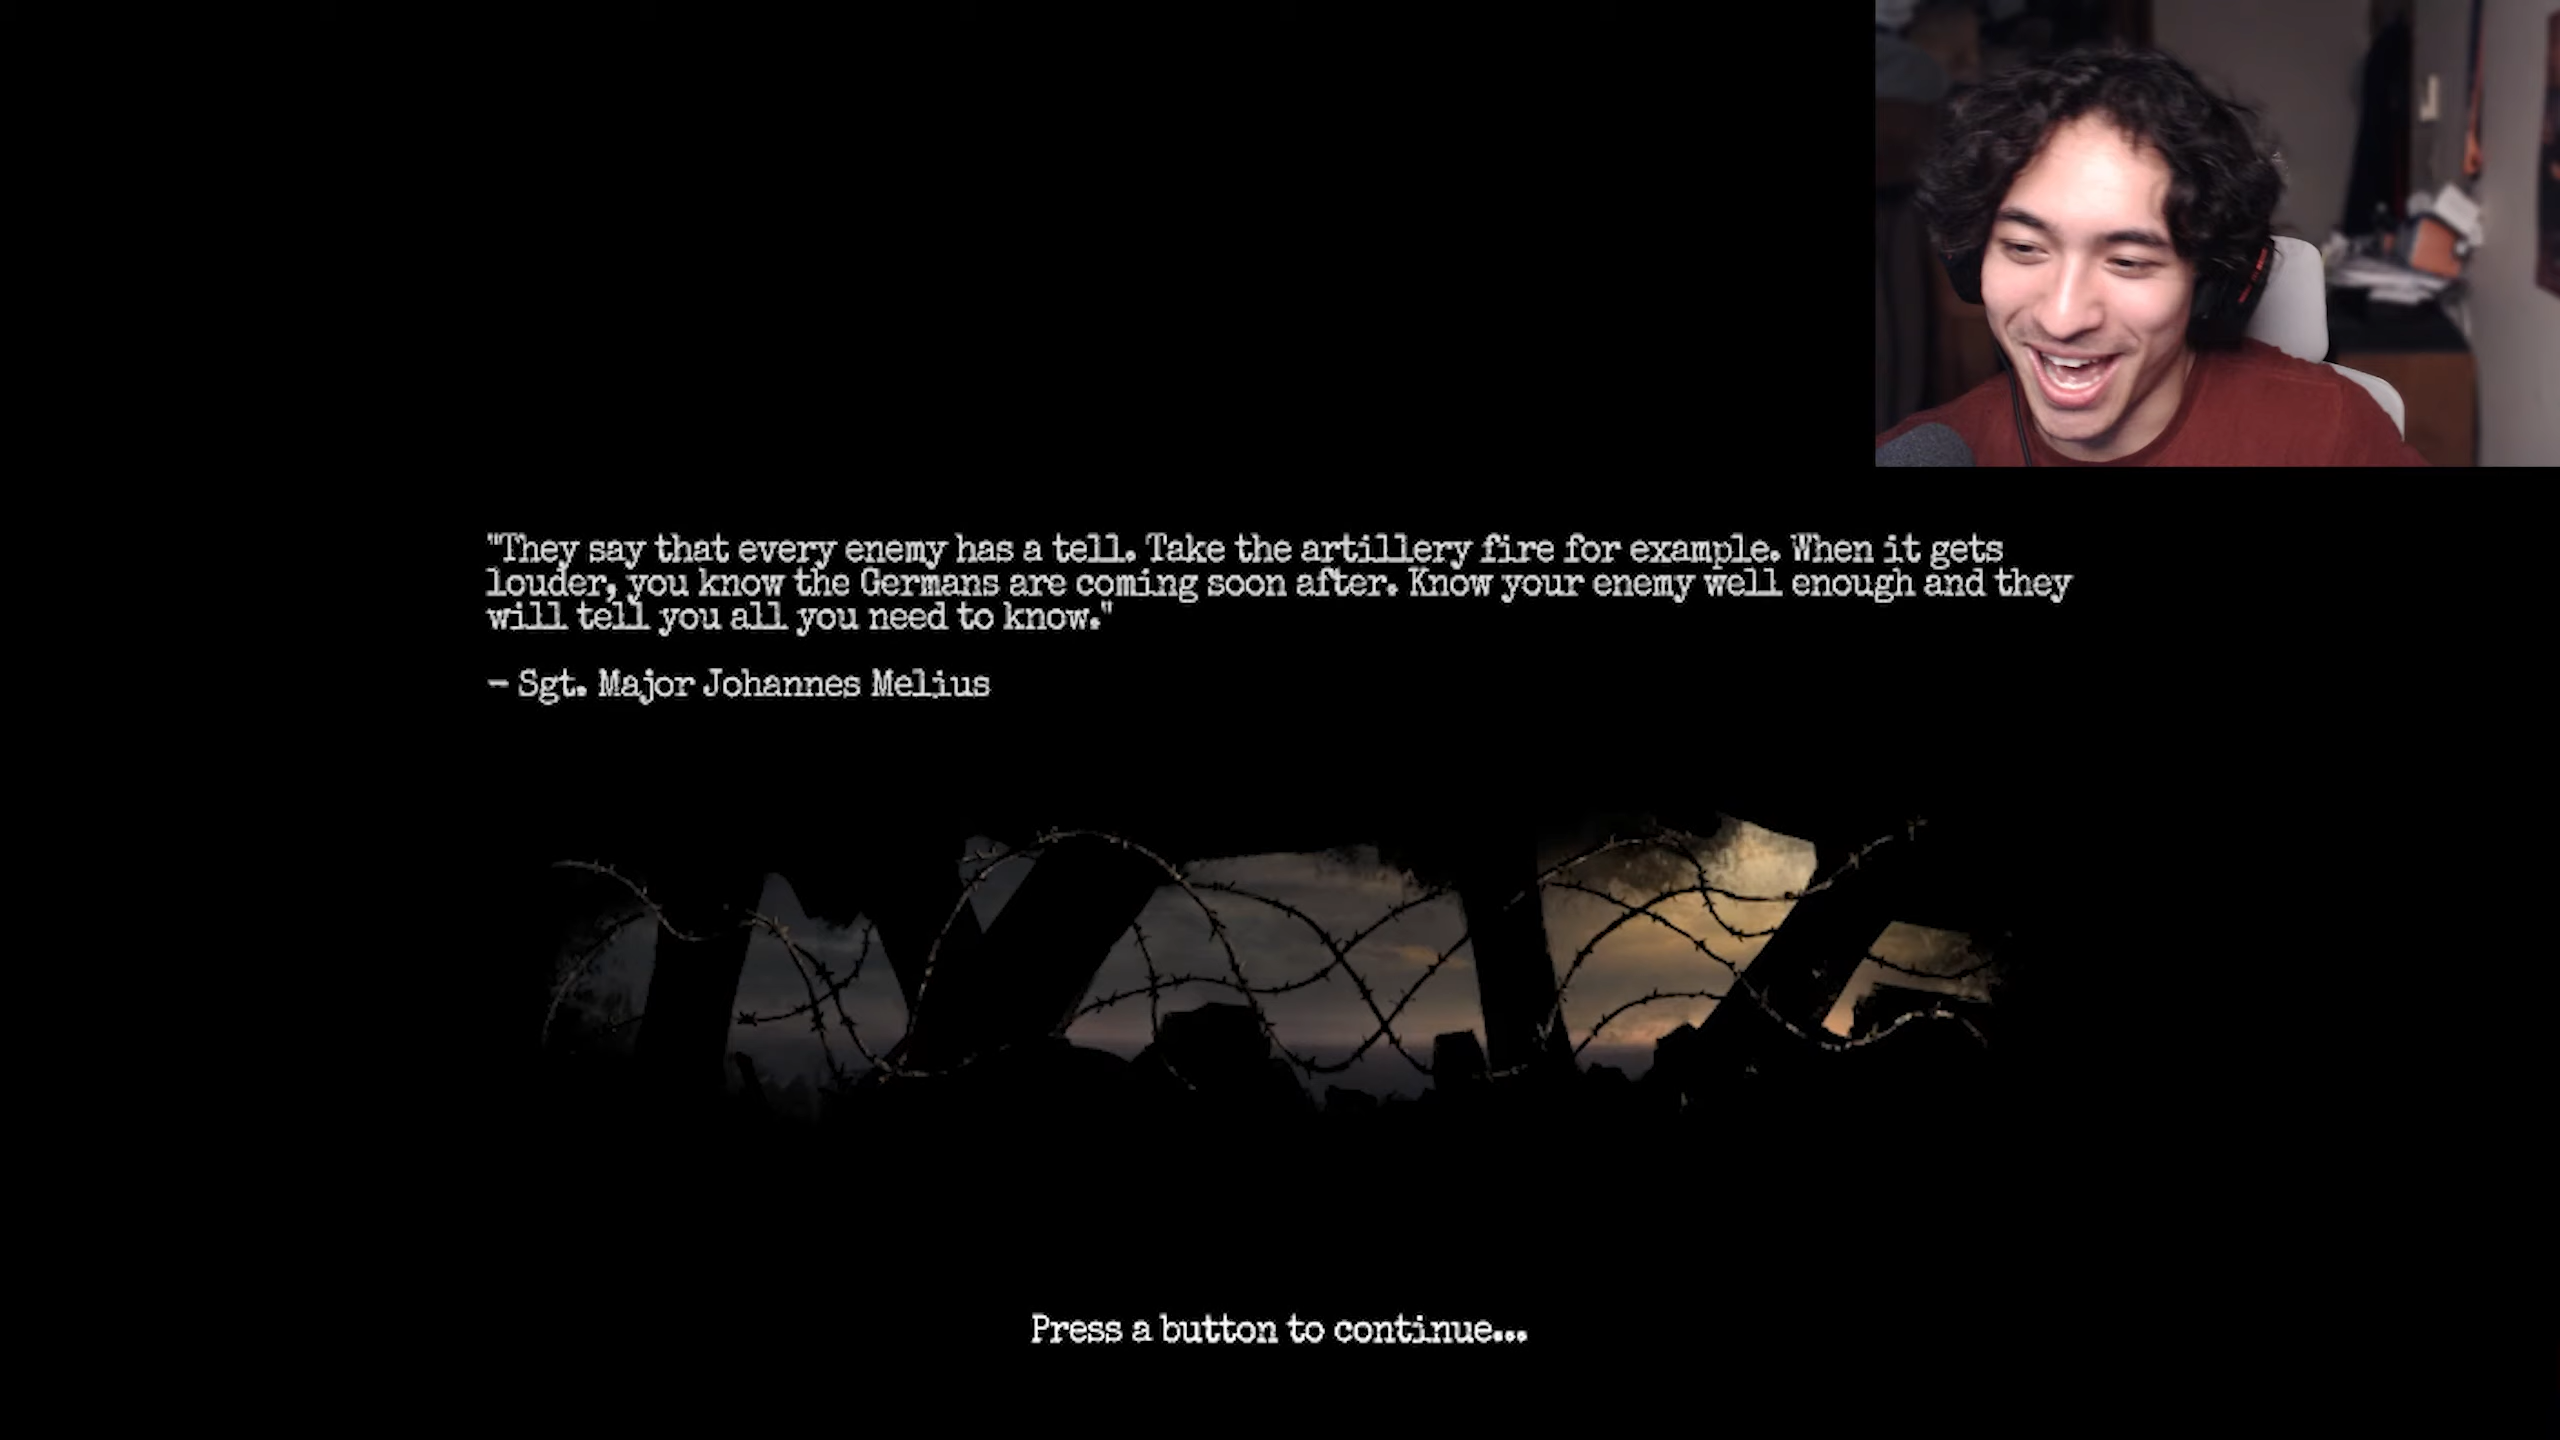 "They say that every enemy has a tell. Take the artillery fire for example. When it gets
louder, you know the Germans are coming soon after. Know your enemy well enough and they
will tell you all you need to know."
- Sgt. Major Johannes Melius
Press a button to continue...